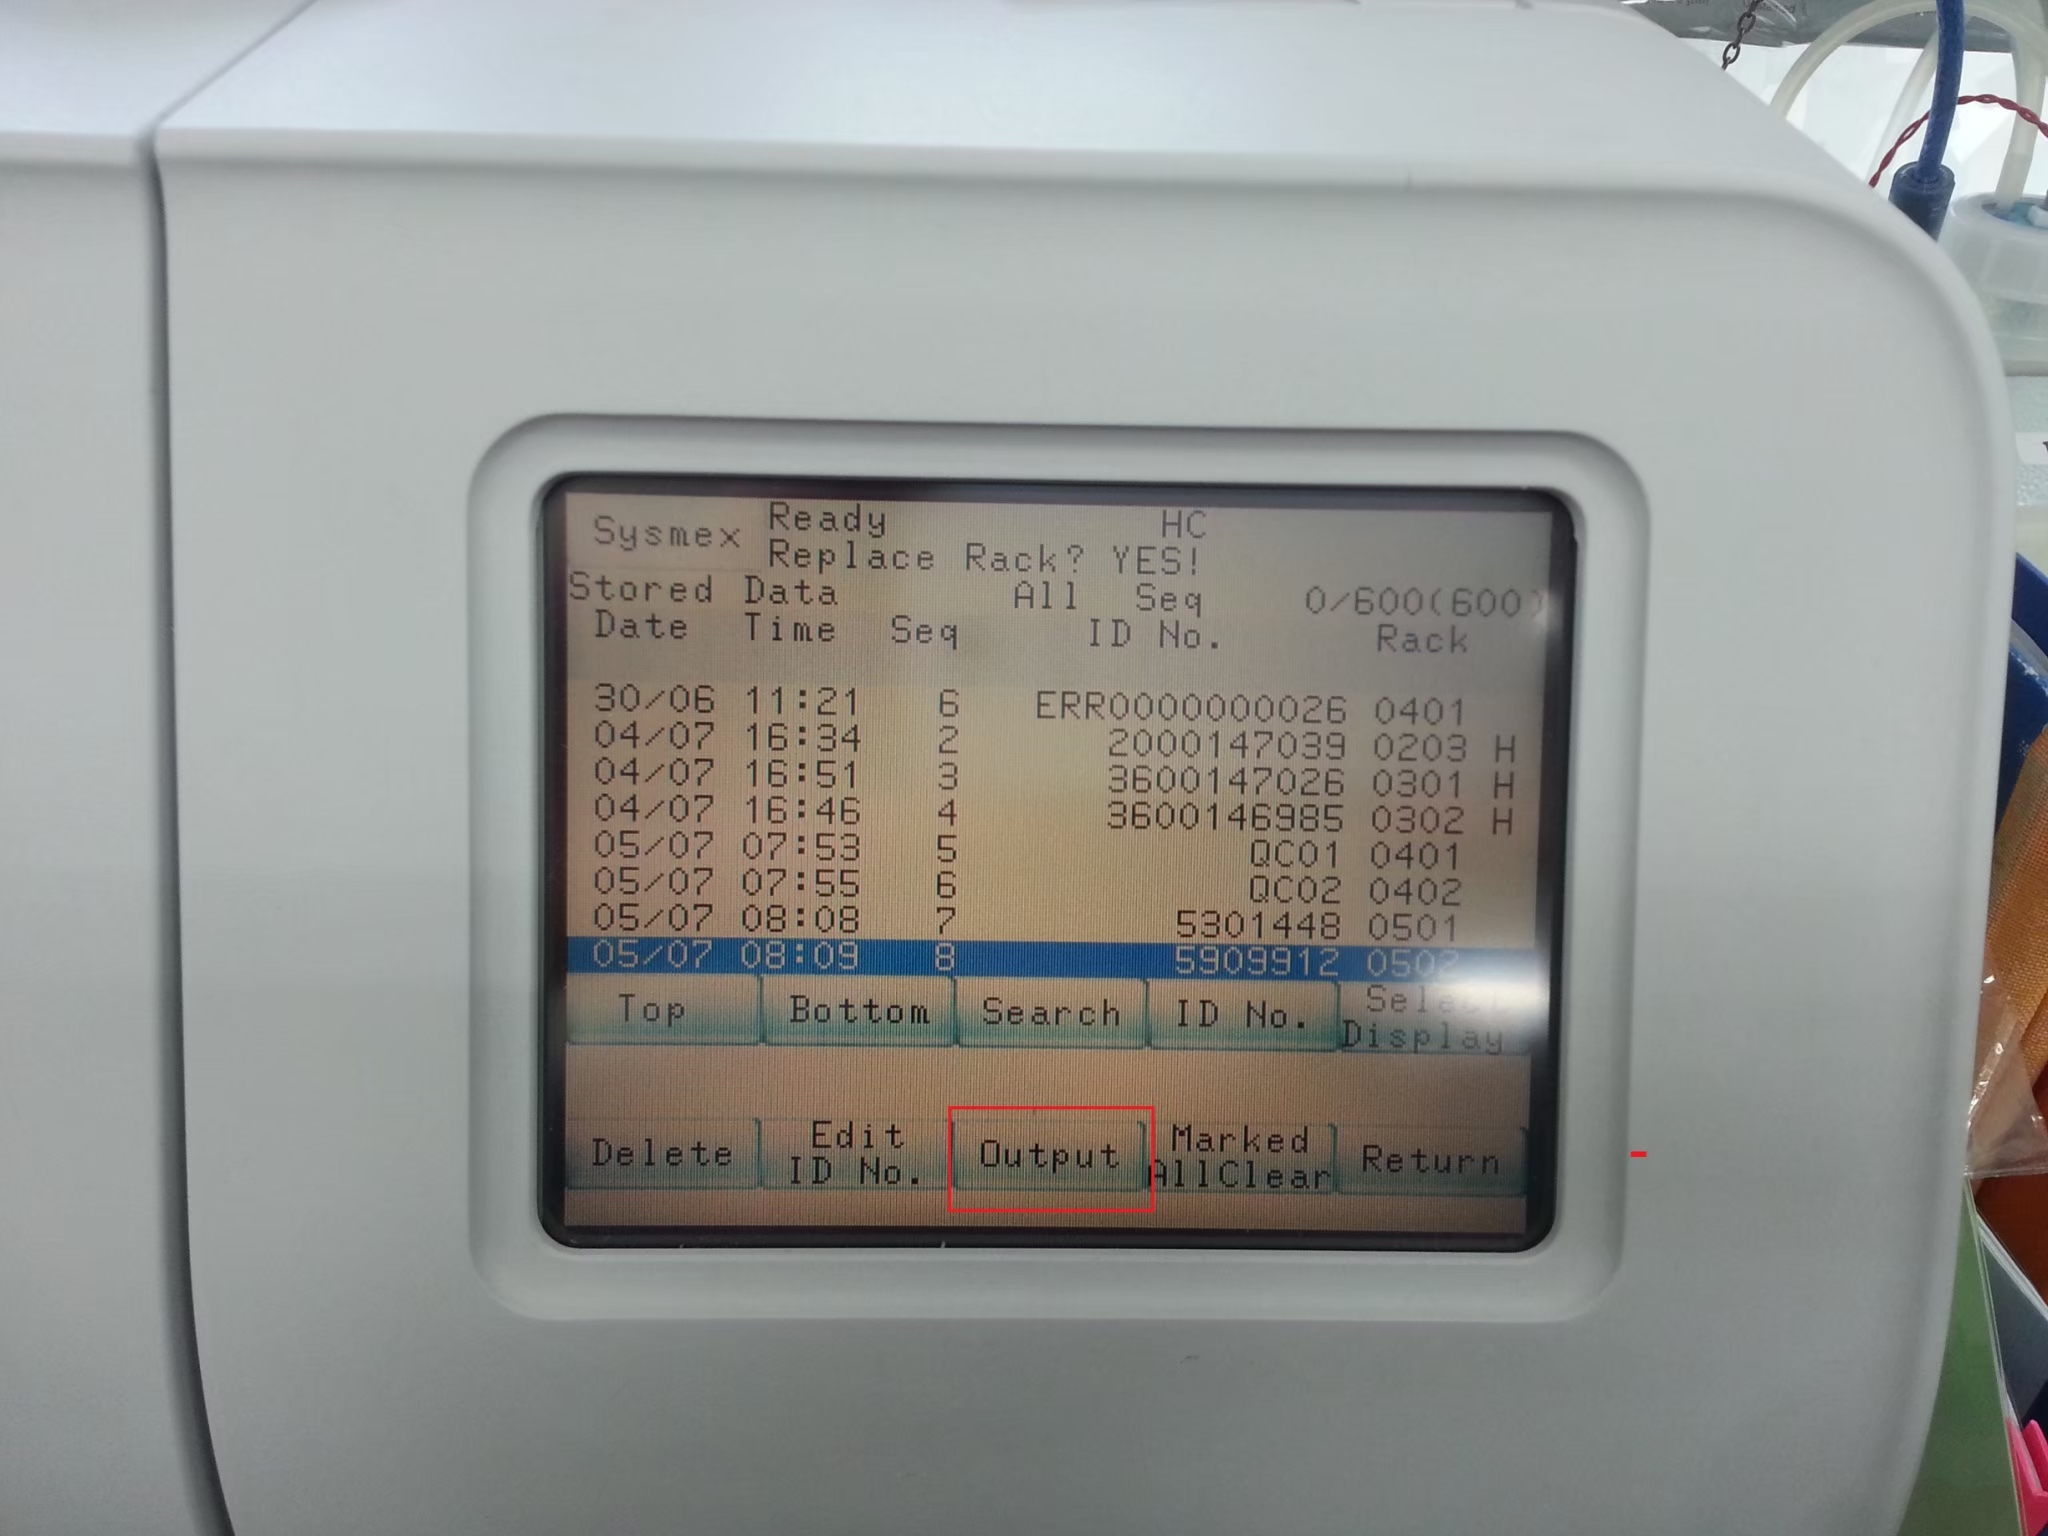 Sysmex Ready HC
Replace Rack? YES!
Stored Data All Seq 0/600(600)
Date Time Seq ID No. Rack
30/06 11:21 6 ERR0000000026 0401
04/07 16:34 2 2000147039 0203 H
04/07 16:51 3 3600147026 0301 H
04/07 16:46 4 3600146985 0302 H
05/07 07:53 5 QC01 0401
05/07 07:55 6 QC02 0402
05/07 08:08 7 5301448 0501
05/07 08:09 8 5909912 0502
Top Bottom Search ID No. Select
Display
Delete Edit
ID No. Output Marked
AllClear Return